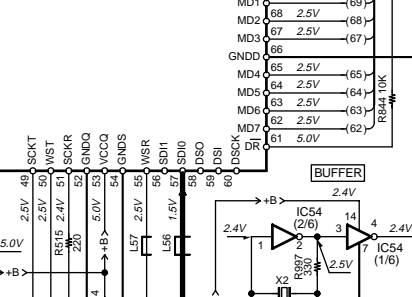 MD1 (69)
MD2 68 2.5V (68)
MD3 67 2.5V (67)
GNDD 66
MD4 65 2.5V (65)
MD5 64 2.5V (64)
MD6 63 2.5V (63)
MD7 62 2.5V (62)
DR 61 5.0V
R844 10K
SCKT WST SCKR GNDQ VCCQ GNDS WSR SDI1 SDI0 DSO DSI DSCK
49 50 51 52 53 54 55 56 57 58 59 60
2.5V 2.5V 2.4V 5.0V 2.5V 1.5V
R515 220
+B
L57 L56
5.0V
+B
4
BUFFER
+B 2.4V
IC54
(2/6)
2.4V 1 2 3 14 4 2.4V
7
IC54
(1/6)
R997
330
2.5V
X2